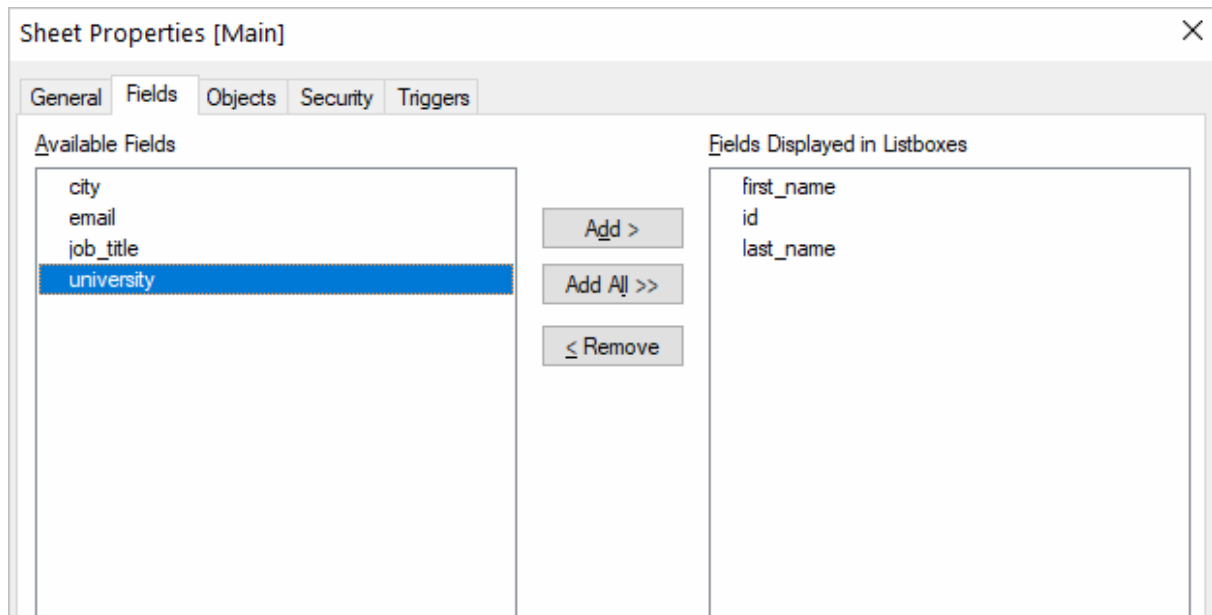 Sheet Properties [Main]
General Fields Objects Security Triggers
Available Fields
city
email
job_title
university
Add >
Add All >>
< Remove
Fields Displayed in Listboxes
first_name
id
last_name